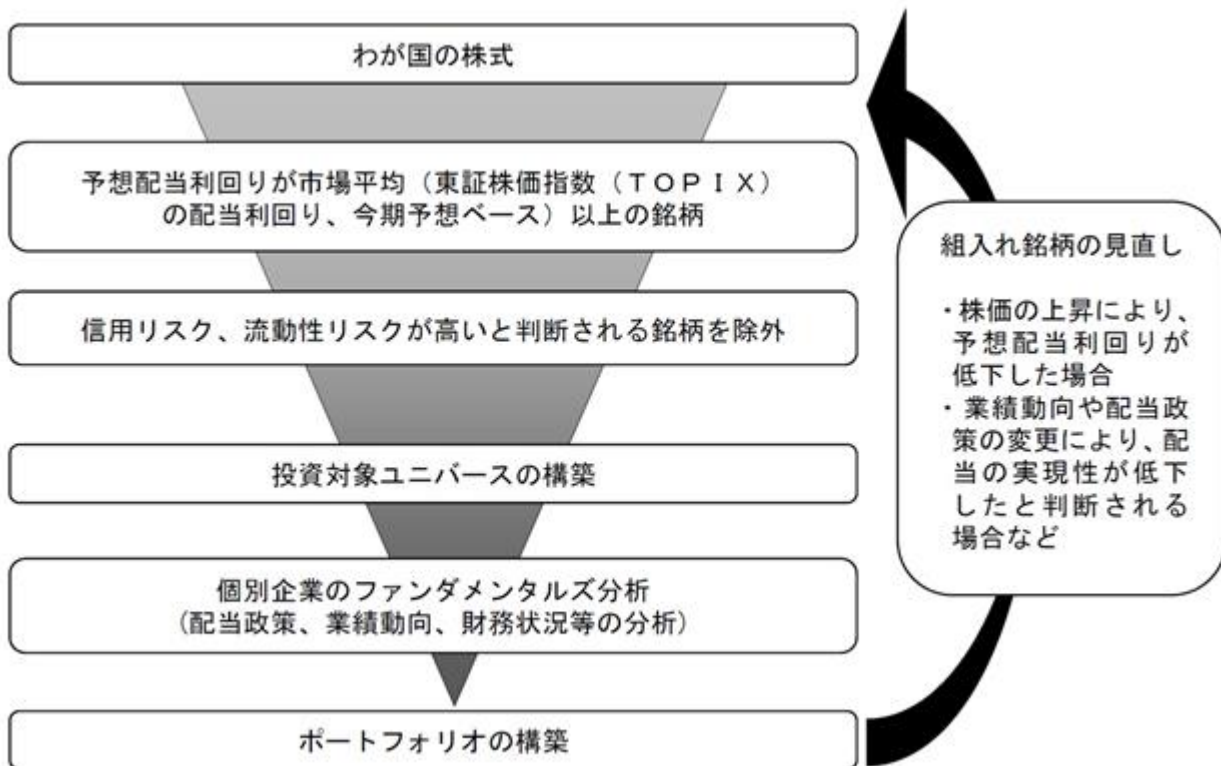 わが国の株式
予想配当利回りが市場平均（東証株価指数（ＴＯＰＩＸ）
の配当利回り、今期予想ベース）以上の銘柄
信用リスク、流動性リスクが高いと判断される銘柄を除外
投資対象ユニバースの構築
個別企業のファンダメンタルズ分析
（配当政策、業績動向、財務状況等の分析）
ポートフォリオの構築
組入れ銘柄の見直し
・株価の上昇により、
予想配当利回りが
低下した場合
・業績動向や配当政
策の変更により、配
当の実現性が低下
したと判断される
場合など